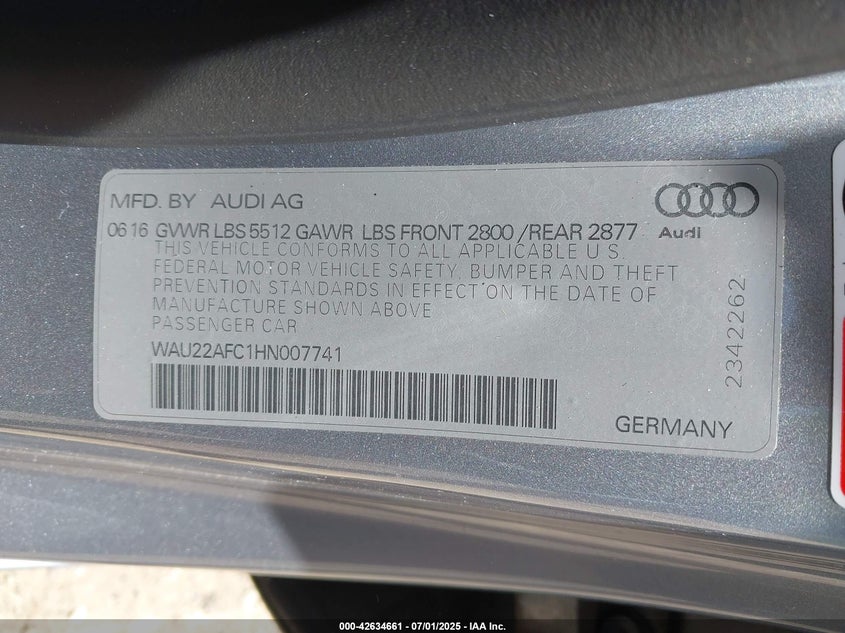 MFD. BY AUDI AG
06 16 GVWR LBS 5512 GAWR LBS FRONT 2800 /REAR 2877
THIS VEHICLE CONFORMS TO ALL APPLICABLE U S
FEDERAL MOTOR VEHICLE SAFETY, BUMPER AND THEFT
PREVENTION STANDARDS IN EFFECT ON THE DATE OF
MANUFACTURE SHOWN ABOVE
PASSENGER CAR
WAU22AFC1HN007741
Audi
2342262
GERMANY
000-42634661 - 07/01/2025 - IAA Inc.